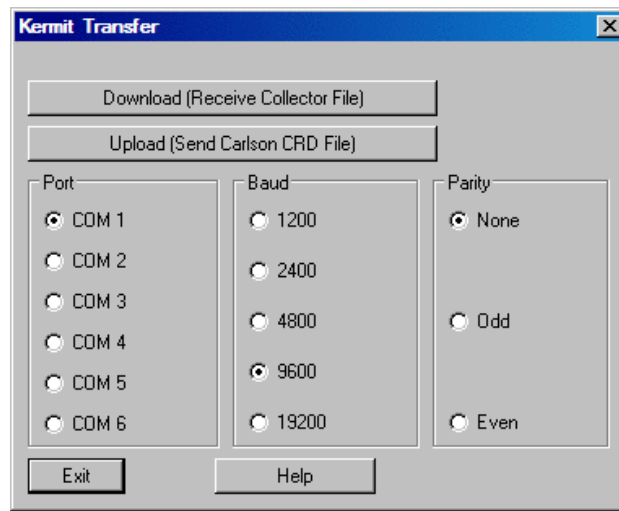 Kermit Transfer
Download (Receive Collector File)
Upload (Send Carlson CRD File)
Port
COM 1
COM 2
COM 3
COM 4
COM 5
COM 6
Baud
1200
2400
4800
9600
19200
Parity
None
Odd
Even
Exit
Help